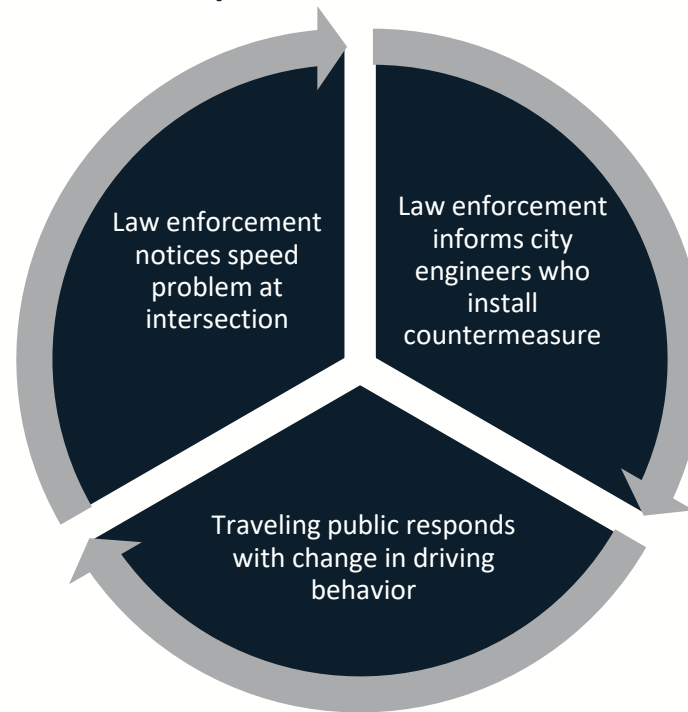 Law enforcement
notices speed
problem at
intersection
Law enforcement
informs city
engineers who
install
countermeasure
Traveling public responds
with change in driving
behavior